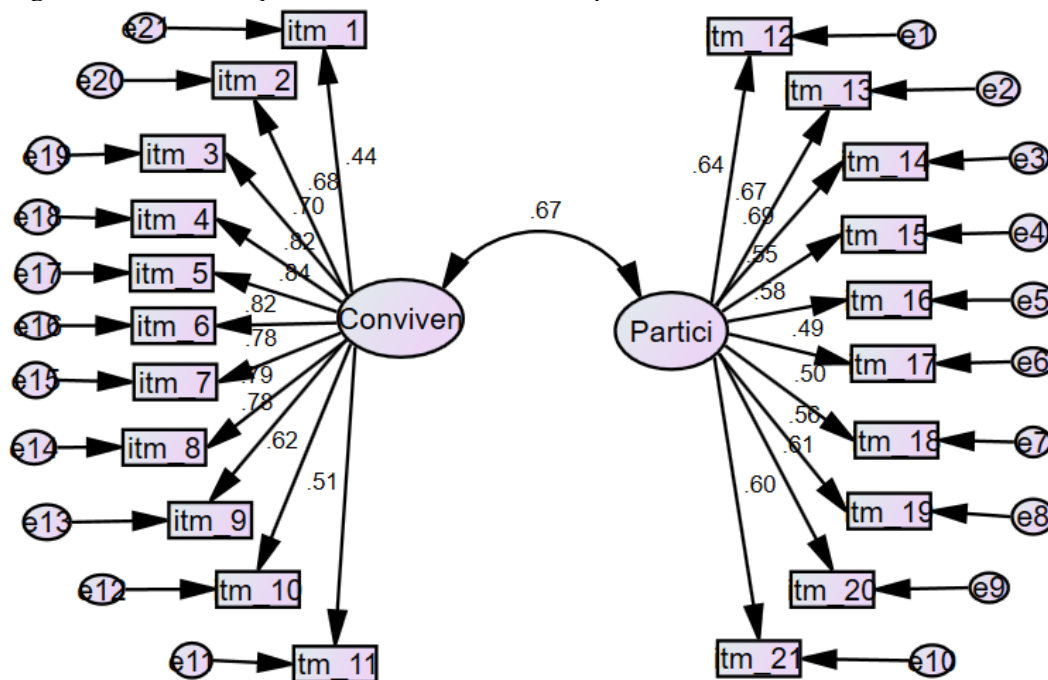 e21 itm_1 tm_12 e1
e20 itm_2 tm_13 e2
e19 itm_3 tm_14 e3
e18 itm_4 tm_15 e4
e17 itm_5 tm_16 e5
e16 itm_6 tm_17 e6
e15 itm_7 tm_18 e7
e14 itm_8 tm_19 e8
e13 itm_9 tm_20 e9
e12 tm_10 tm_21 e10
e11 tm_11
Conviven .67 Partici
.44
.68
.70
.82
.84
.82
.78
.79
.78
.62
.51
.64
.67
.69
.55
.58
.49
.50
.56
.61
.60